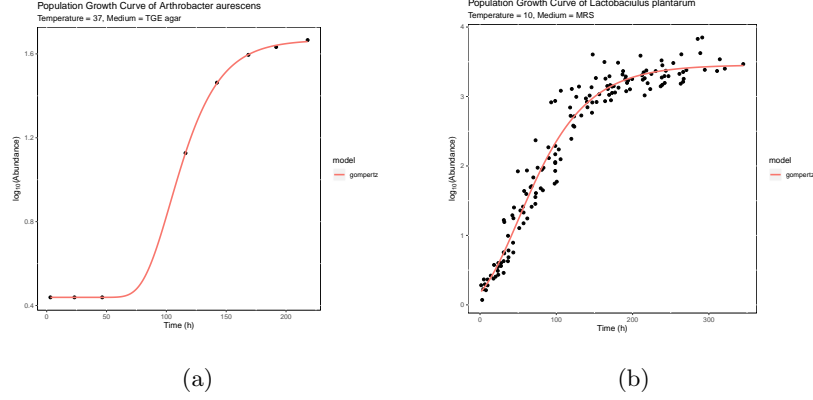 Population Growth Curve of Arthrobacter aurescens
Temperature = 37, Medium = TGE agar
log10(Abundance)
1.6
1.2
0.8
0.4
0
50
100
150
200
Time (h)
model
gompertz
(a)
Population Growth Curve of Lactobaciulus plantarum
Temperature = 10, Medium = MRS
log10(Abundance)
4
3
2
1
0
0
100
200
300
Time (h)
model
gompertz
(b)